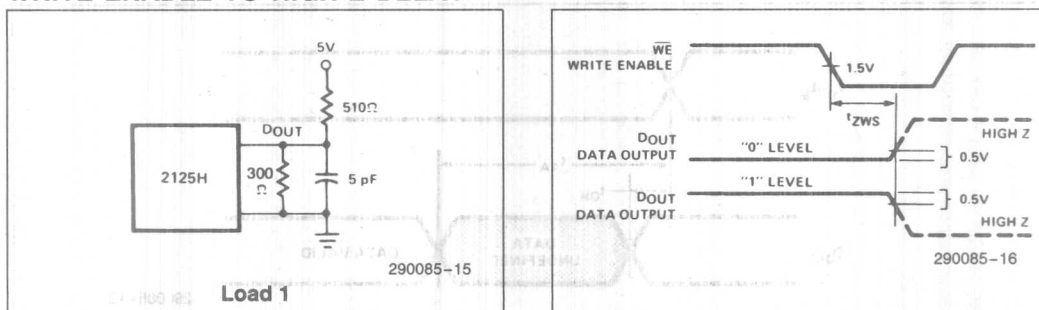 WRITE ENABLE TO HIGH Z DELAY
5V
510Ω
DOUT
2125H
300
Ω
5 pF
290085–15
Load 1
WE
WRITE ENABLE
1.5V
tZWS
HIGH Z
DOUT
DATA OUTPUT
"0" LEVEL
0.5V
"1" LEVEL
DOUT
DATA OUTPUT
0.5V
HIGH Z
290085–16